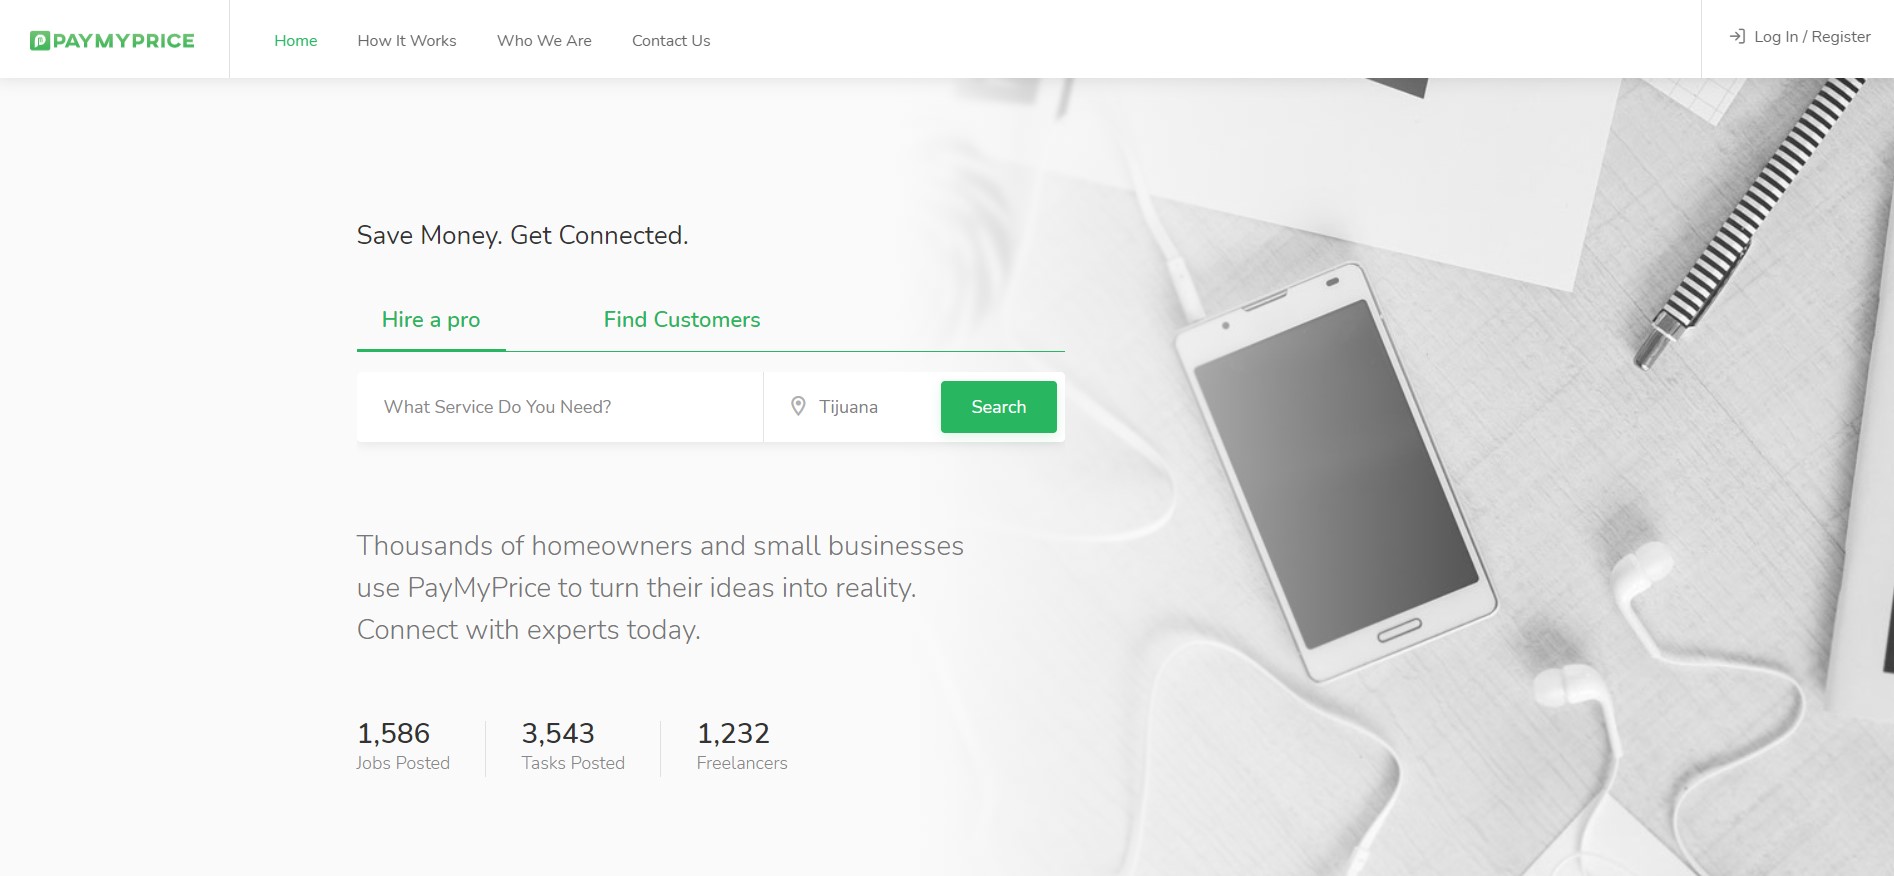 PAYMYPRICE
Home
How It Works
Who We Are
Contact Us
Log In / Register
Save Money. Get Connected.
Hire a pro
Find Customers
What Service Do You Need?
Tijuana
Search
Thousands of homeowners and small businesses
use PayMyPrice to turn their ideas into reality.
Connect with experts today.
1,586
Jobs Posted
3,543
Tasks Posted
1,232
Freelancers